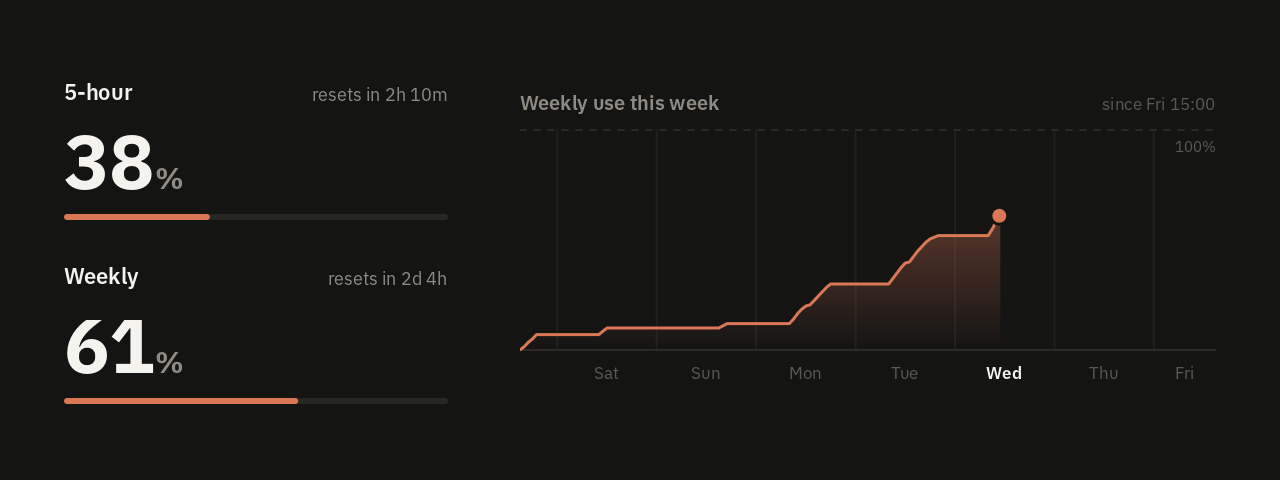 5-hour
resets in 2h 10m
38%
Weekly
resets in 2d 4h
61%
Weekly use this week
since Fri 15:00
100%
Sat Sun Mon Tue Wed Thu Fri